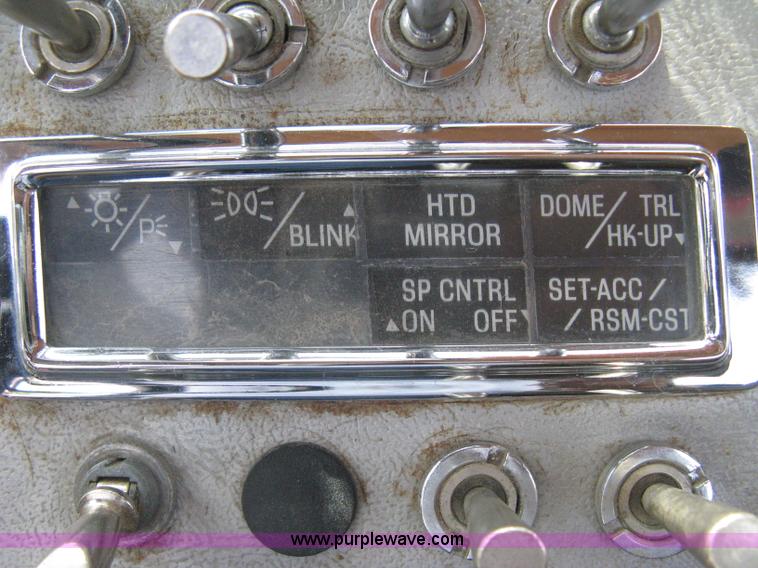 P
/BLINK
HTD
MIRROR
DOME/ TRL
/HK-UP
SP CNTRL
ON OFF
SET-ACC /
/ RSM-CST
www.purplewave.com